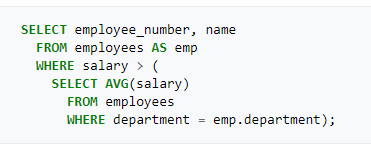 SELECT employee_number, name
FROM employees AS emp
WHERE salary > (
SELECT AVG(salary)
FROM employees
WHERE department = emp.department);